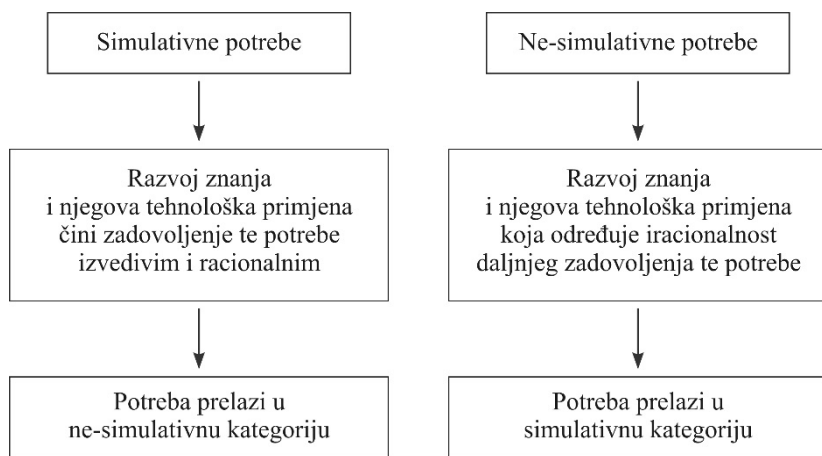 Simulativne potrebe
Razvoj znanja
i njegova tehnološka primjena
čini zadovoljenje te potrebe
izvedivim i racionalnim
Potreba prelazi u
ne-simulativnu kategoriju
Ne-simulativne potrebe
Razvoj znanja
i njegova tehnološka primjena
koja određuje iracionalnost
daljnjeg zadovoljenja te potrebe
Potreba prelazi u
simulativnu kategoriju